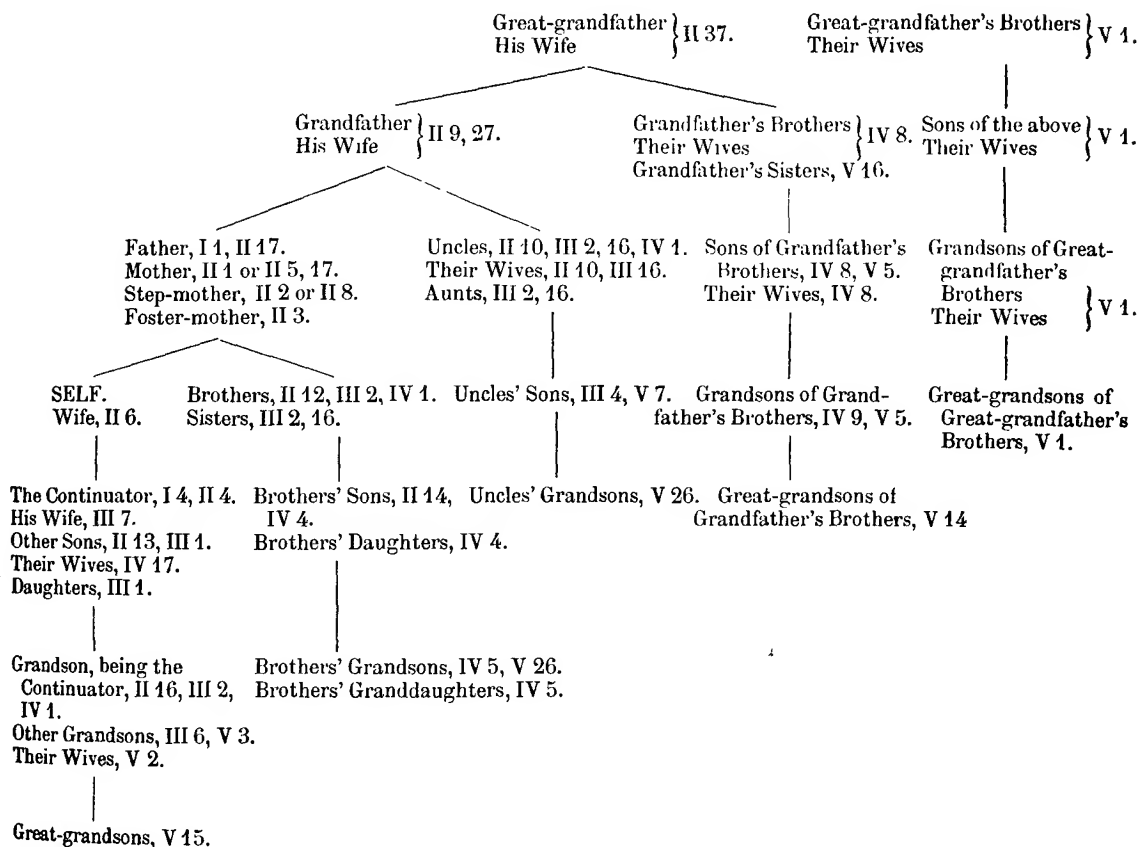 Great-grandfather } II 37.
His Wife
Great-grandfather's Brothers } V 1.
Their Wives
Grandfather } II 9, 27.
His Wife
Grandfather's Brothers } IV 8.
Their Wives
Grandfather's Sisters, V 16.
Sons of the above } V 1.
Their Wives
Father, I 1, II 17.
Mother, II 1 or II 5, 17.
Step-mother, II 2 or II 8.
Foster-mother, II 3.
Uncles, II 10, III 2, 16, IV 1.
Their Wives, II 10, III 16.
Aunts, III 2, 16.
Sons of Grandfather's
Brothers, IV 8, V 5.
Their Wives, IV 8.
Grandsons of Great-
grandfather's
Brothers } V 1.
Their Wives
SELF.
Wife, II 6.
Brothers, II 12, III 2, IV 1.
Sisters, III 2, 16.
Uncles' Sons, III 4, V 7.
Grandsons of Grand-
father's Brothers, IV 9, V 5.
Great-grandsons of
Great-grandfather's
Brothers, V 1.
The Continuator, I 4, II 4.
His Wife, III 7.
Other Sons, II 13, III 1.
Their Wives, IV 17.
Daughters, III 1.
Brothers' Sons, II 14,
IV 4.
Brothers' Daughters, IV 4.
Uncles' Grandsons, V 26.
Great-grandsons of
Grandfather's Brothers, V 14
Grandson, being the
Continuator, II 16, III 2,
IV 1.
Other Grandsons, III 6, V 3.
Their Wives, V 2.
Brothers' Grandsons, IV 5, V 26.
Brothers' Granddaughters, IV 5.
Great-grandsons, V 15.